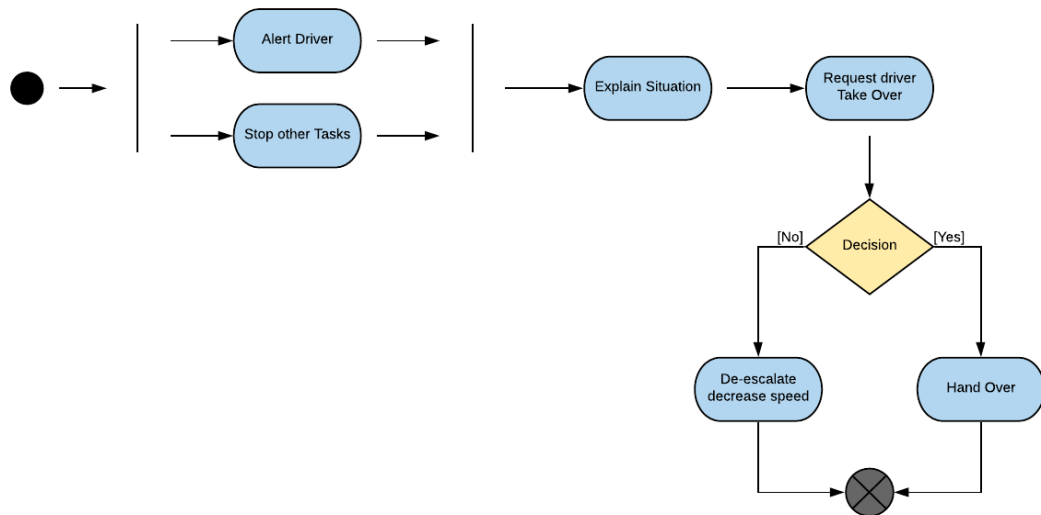 Alert Driver
Stop other Tasks
Explain Situation
Request driver
Take Over
[No]
Decision
[Yes]
De-escalate
decrease speed
Hand Over